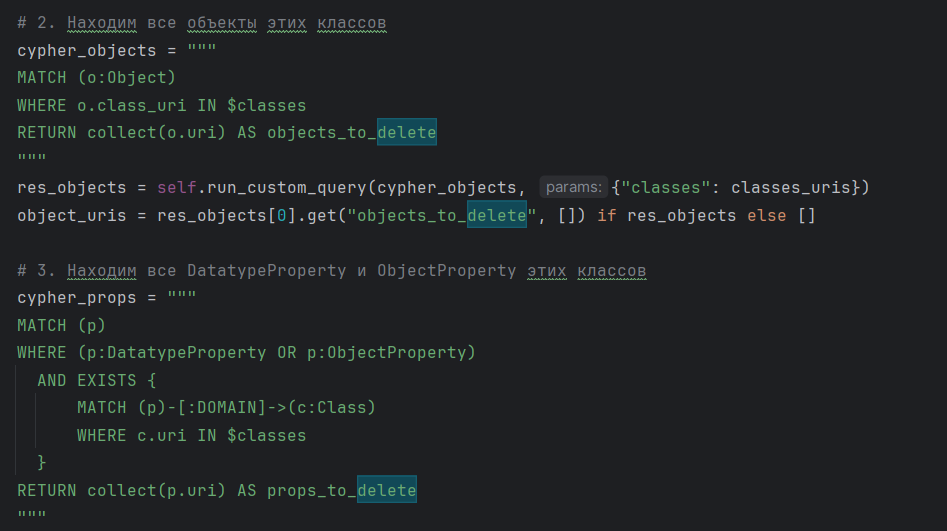 # 2. Находим все объекты этих классов
cypher_objects = """
MATCH (o:Object)
WHERE o.class_uri IN $classes
RETURN collect(o.uri) AS objects_to_delete
"""
res_objects = self.run_custom_query(cypher_objects, params: {"classes": classes_uris})
object_uris = res_objects[0].get("objects_to_delete", []) if res_objects else []
# 3. Находим все DatatypeProperty и ObjectProperty этих классов
cypher_props = """
MATCH (p)
WHERE (p:DatatypeProperty OR p:ObjectProperty)
AND EXISTS {
MATCH (p)-[:DOMAIN]->(c:Class)
WHERE c.uri IN $classes
}
RETURN collect(p.uri) AS props_to_delete
"""